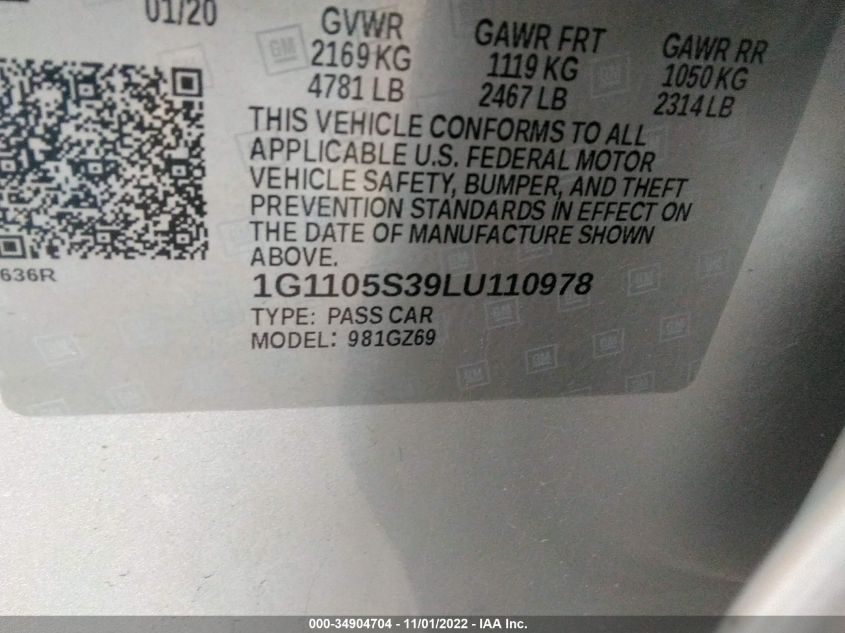 01/20
GVWR
2169 KG
4781 LB
GAWR FRT
1119 KG
2467 LB
GAWR RR
1050 KG
2314 LB
THIS VEHICLE CONFORMS TO ALL
APPLICABLE U.S. FEDERAL MOTOR
VEHICLE SAFETY, BUMPER, AND THEFT
PREVENTION STANDARDS IN EFFECT ON
THE DATE OF MANUFACTURE SHOWN
ABOVE.
636R
1G1105S39LU110978
TYPE: PASS CAR
MODEL: 981GZ69
GM
000-34904704 - 11/01/2022 - IAA Inc.